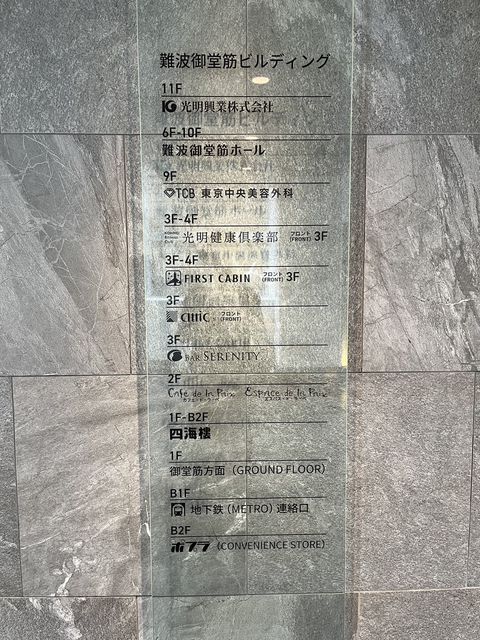 難波御堂筋ビルディング
11F
光明興業株式会社
6F-10F
難波御堂筋ホール
9F
TCB 東京中央美容外科
3F-4F
光明健康倶楽部 フロント (FRONT) 3F
3F-4F
FIRST CABIN フロント (FRONT) 3F
3F
フロント (FRONT)
3F
BAR SERENITY
2F
Cafe de la Paix Espace de la Paix
1F-B2F
四海樓
1F
御堂筋方面 (GROUND FLOOR)
B1F
地下鉄 (METRO) 連絡口
B2F
ポプラ (CONVENIENCE STORE)